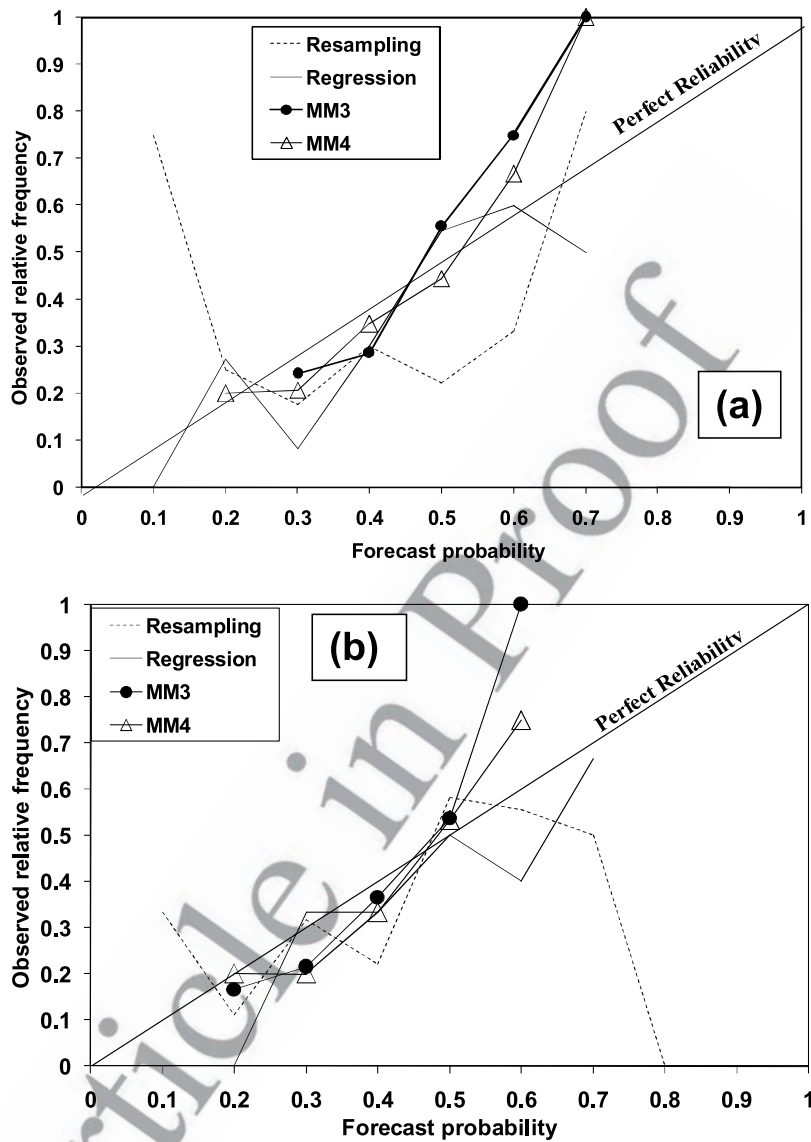 1
0.9
0.8
0.7
0.6
0.5
0.4
0.3
0.2
0.1
0
Observed relative frequency
Resampling
Regression
MM3
MM4
Perfect Reliability
(a)
0 0.1 0.2 0.3 0.4 0.5 0.6 0.7 0.8 0.9 1
Forecast probability
1
0.9
0.8
0.7
0.6
0.5
0.4
0.3
0.2
0.1
0
Observed relative frequency
Resampling
Regression
MM3
MM4
(b)
Perfect Reliability
0 0.1 0.2 0.3 0.4 0.5 0.6 0.7 0.8 0.9 1
Forecast probability
rticle in Proof